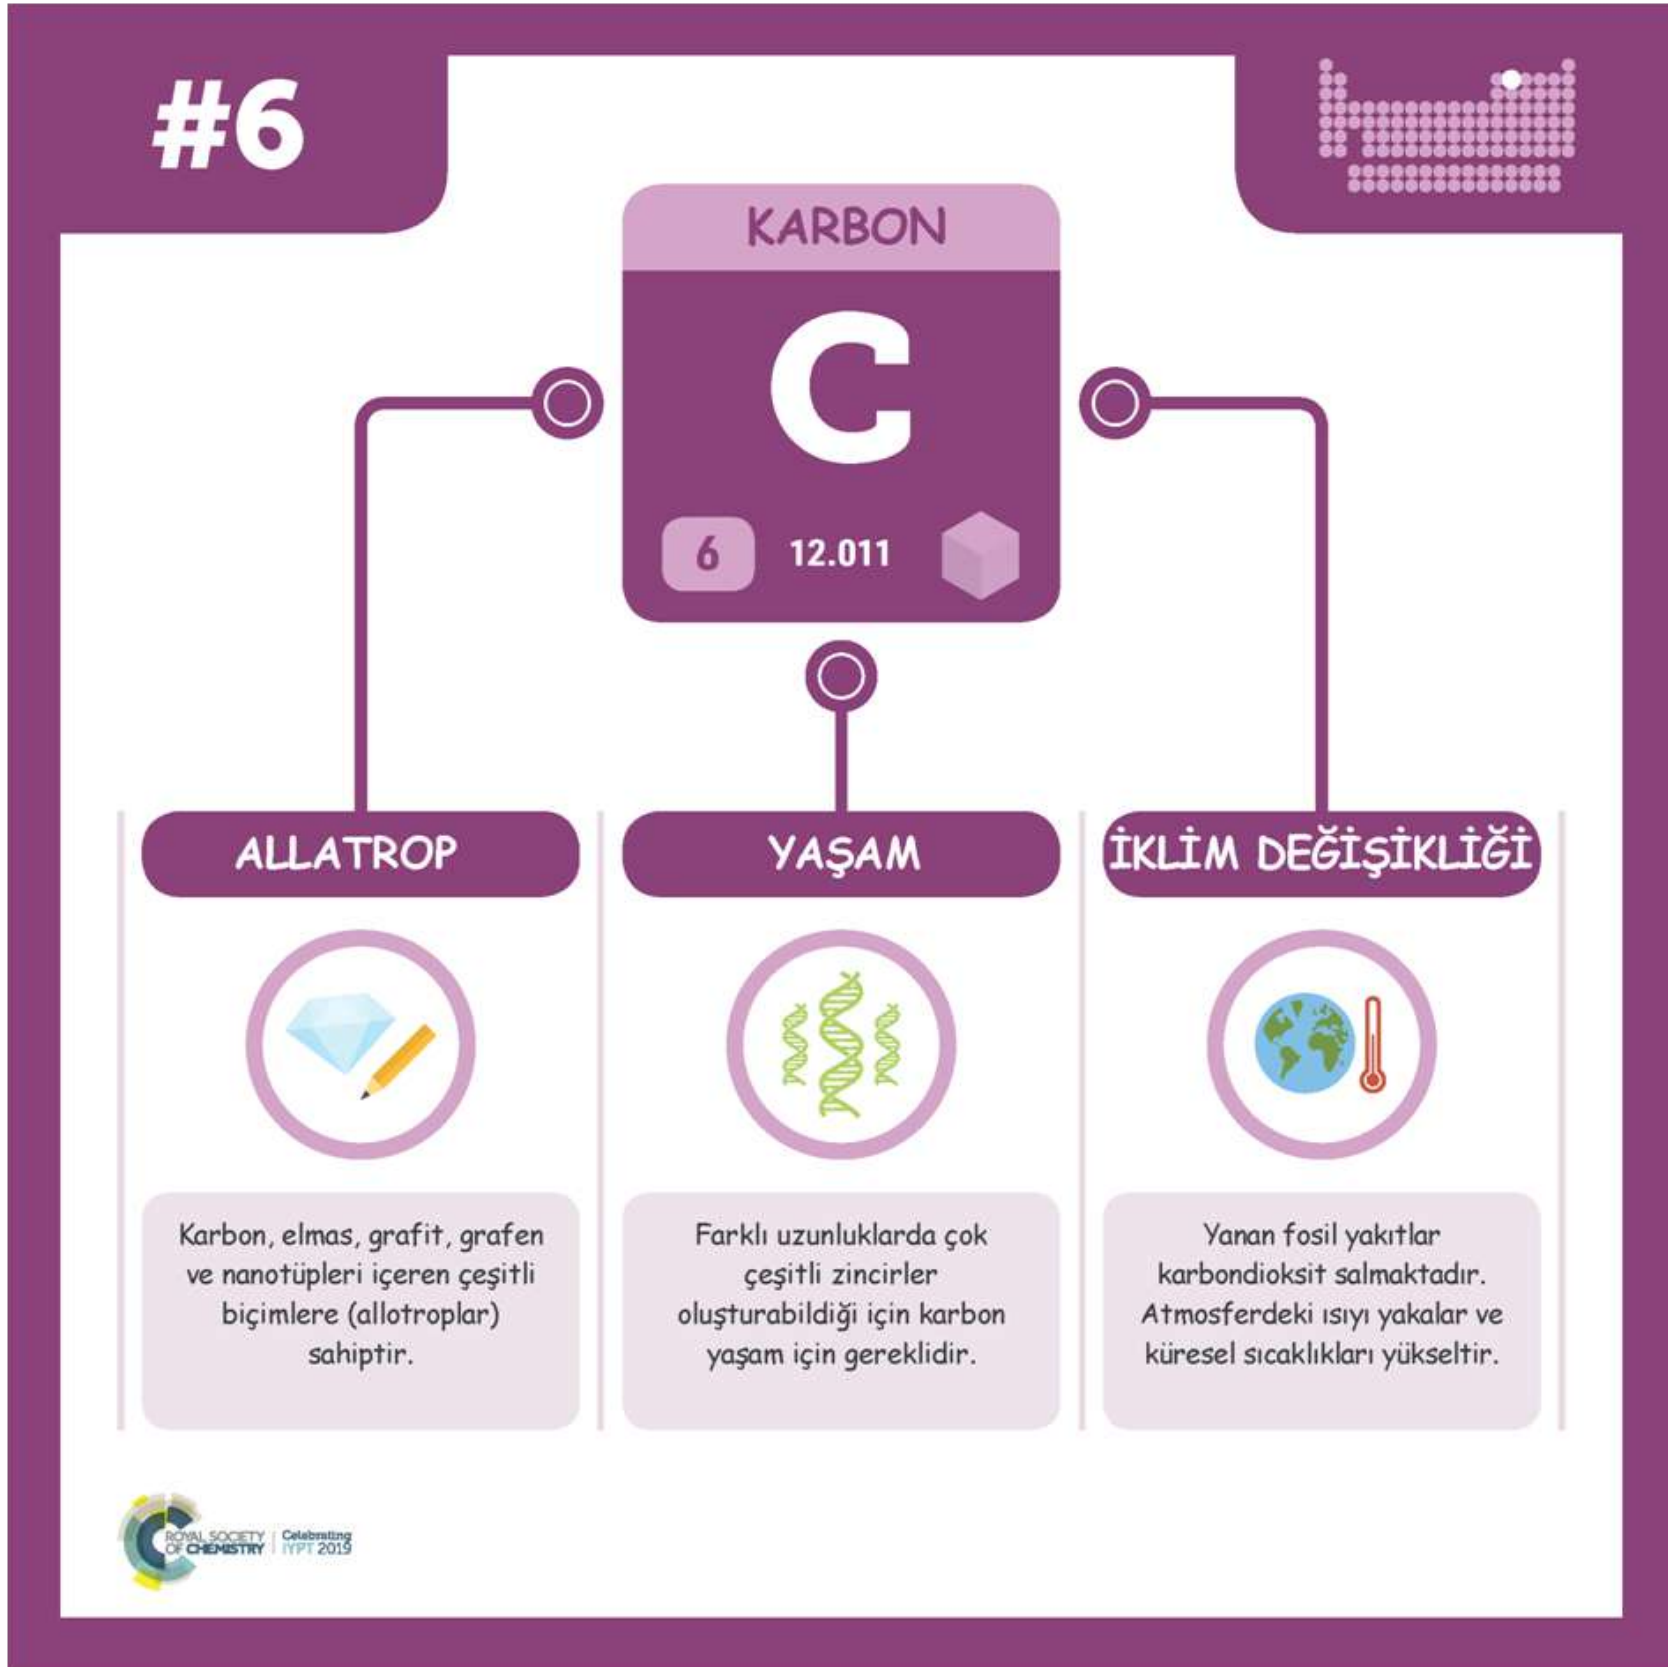 #6
KARBON
C
6
12.011
ALLATROP
YAŞAM
İKLİM DEĞİŞİKLİĞİ
Karbon, elmas, grafit, grafen
ve nanotüpleri içeren çeşitli
biçimlere (allotroplar)
sahiptir.
Farklı uzunluklarda çok
çeşitli zincirler
oluşturabildiği için karbon
yaşam için gereklidir.
Yanan fosil yakıtlar
karbondioksit salmaktadır.
Atmosferdeki ısıyı yakalar ve
küresel sıcaklıkları yükseltir.
ROYAL SOCIETY
OF CHEMISTRY
Celebrating
IYPT 2019